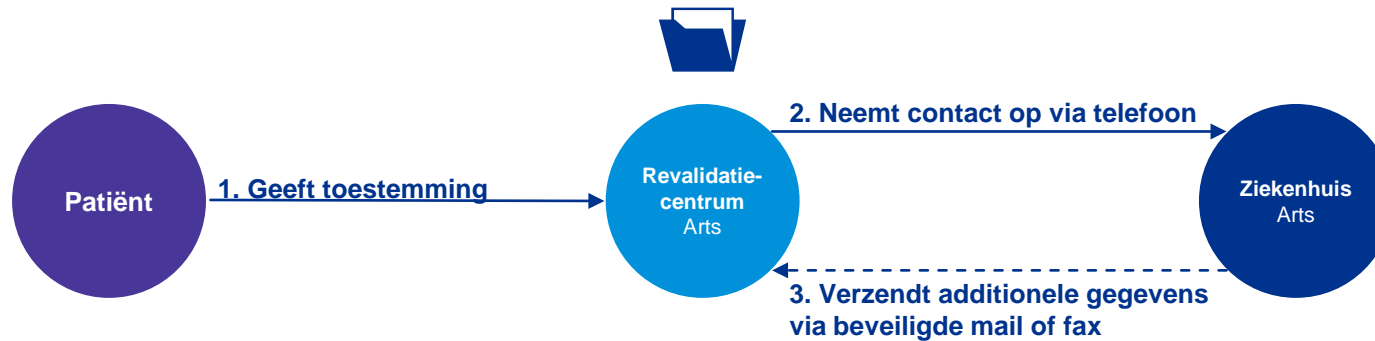 Patiënt
1. Geeft toestemming
Revalidatie-
centrum
Arts
2. Neemt contact op via telefoon
Ziekenhuis
Arts
3. Verzendt additionele gegevens
via beveiligde mail of fax